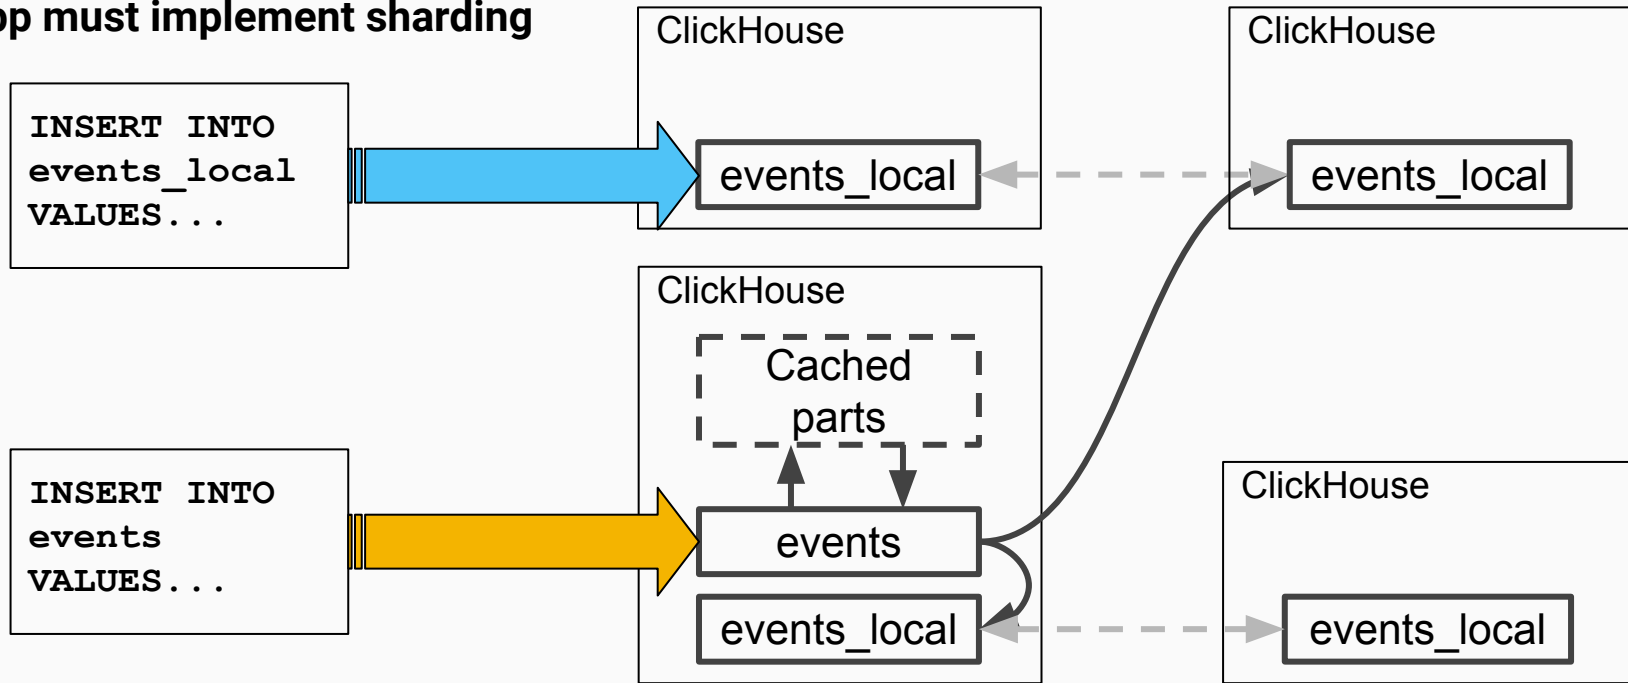 must implement sharding
ClickHouse
ClickHouse
INSERT INTO
events_local
VALUES...
events_local
events_local
ClickHouse
Cached
parts
INSERT INTO
events
VALUES...
events
events_local
ClickHouse
events_local